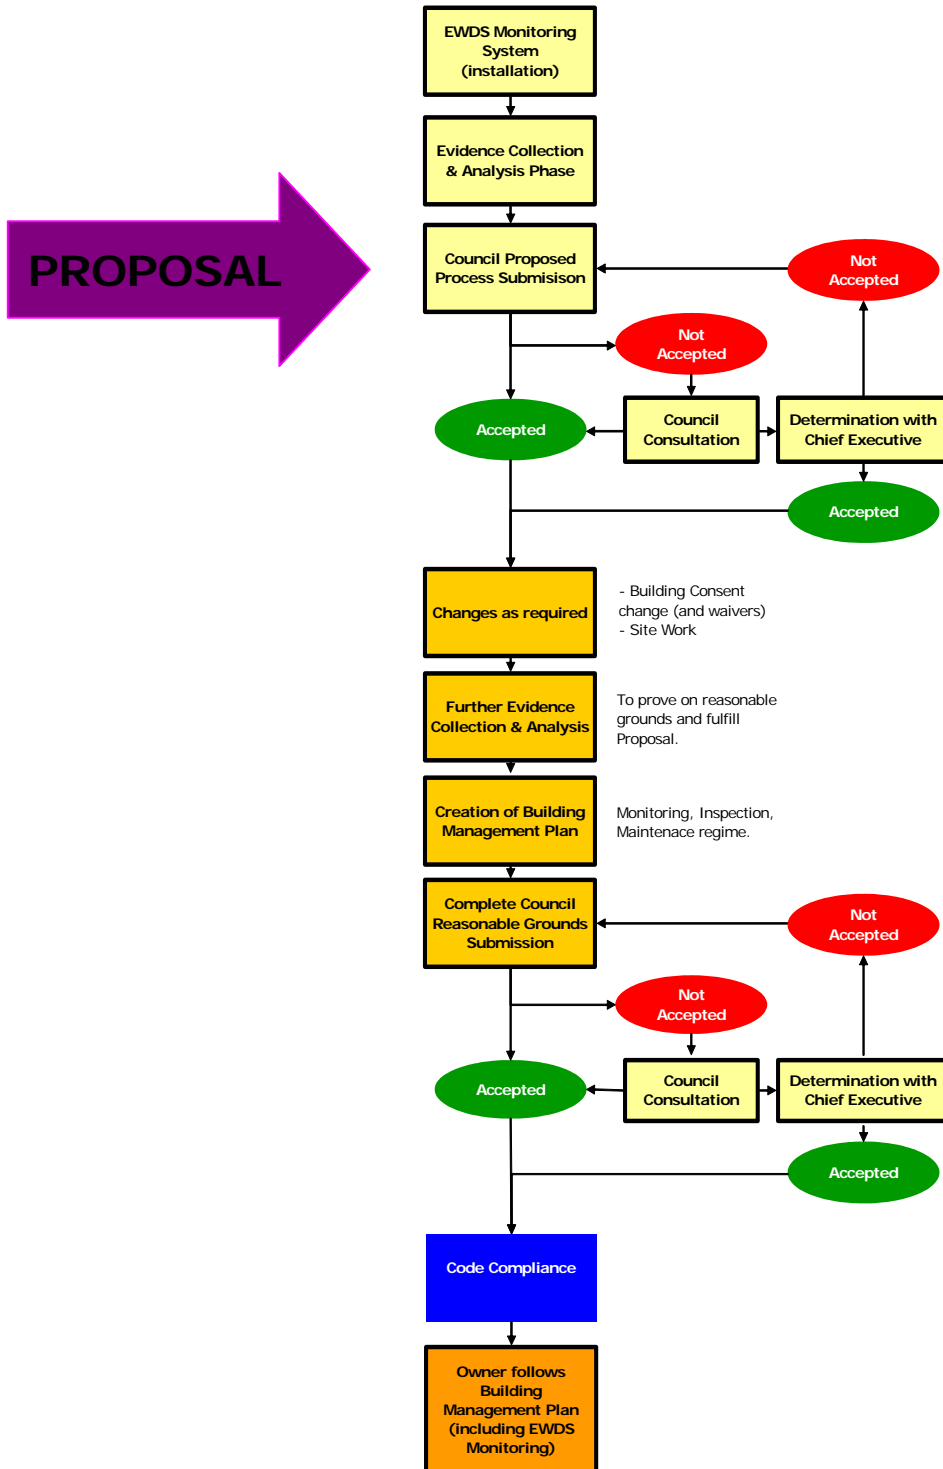 EWDS Monitoring
System
(installation)
Evidence Collection
& Analysis Phase
PROPOSAL
Council Proposed
Process Submisison
Not
Accepted
Not
Accepted
Accepted
Council
Consultation
Determination with
Chief Executive
Accepted
Changes as required
- Building Consent
change (and waivers)
- Site Work
Further Evidence
Collection & Analysis
To prove on reasonable
grounds and fulfill
Proposal.
Creation of Building
Management Plan
Monitoring, Inspection,
Maintenace regime.
Complete Council
Reasonable Grounds
Submission
Not
Accepted
Not
Accepted
Accepted
Council
Consultation
Determination with
Chief Executive
Accepted
Code Compliance
Owner follows
Building
Management Plan
(including EWDS
Monitoring)